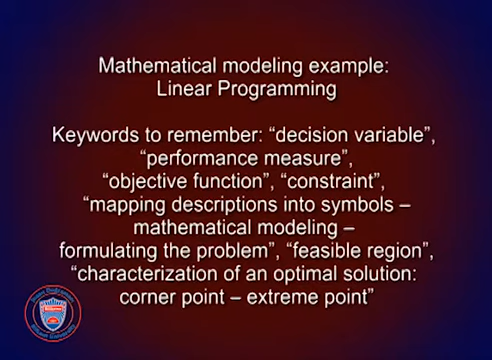 Mathematical modeling example:
Linear Programming
Keywords to remember: “decision variable”,
“performance measure”,
“objective function”, “constraint”,
“mapping descriptions into symbols –
mathematical modeling –
formulating the problem”, “feasible region”,
“characterization of an optimal solution:
corner point – extreme point”